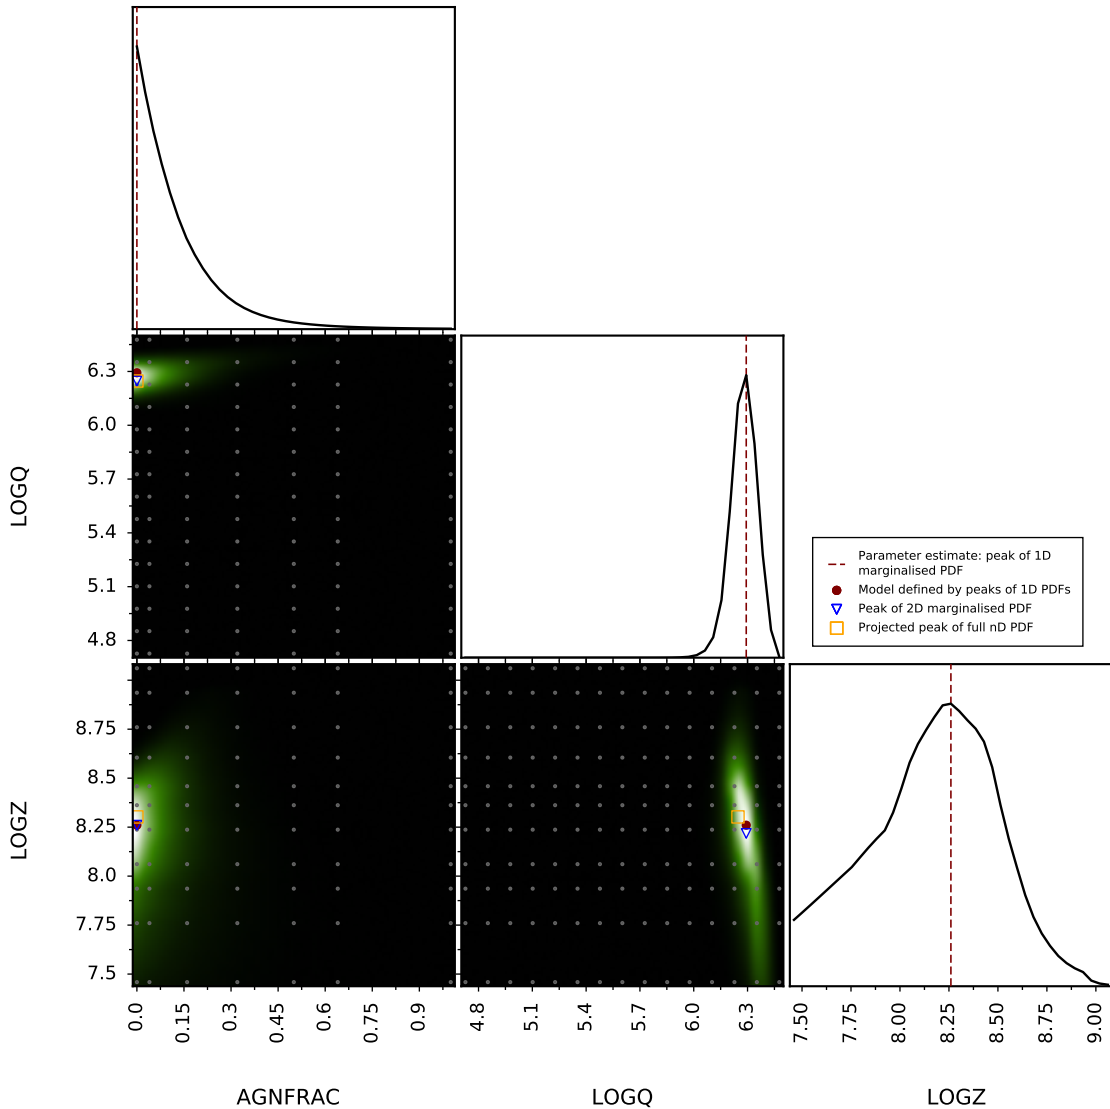 LOGQ
6.3
6.0
5.7
5.4
5.1
4.8
Parameter estimate: peak of 1D
marginalised PDF
Model defined by peaks of 1D PDFs
Peak of 2D marginalised PDF
Projected peak of full nD PDF
LOGZ
8.75
8.5
8.25
8.0
7.75
7.5
0.0 0.15 0.3 0.45 0.6 0.75 0.9
4.8 5.1 5.4 5.7 6.0 6.3
7.50 7.75 8.00 8.25 8.50 8.75 9.00
AGNFRAC
LOGQ
LOGZ